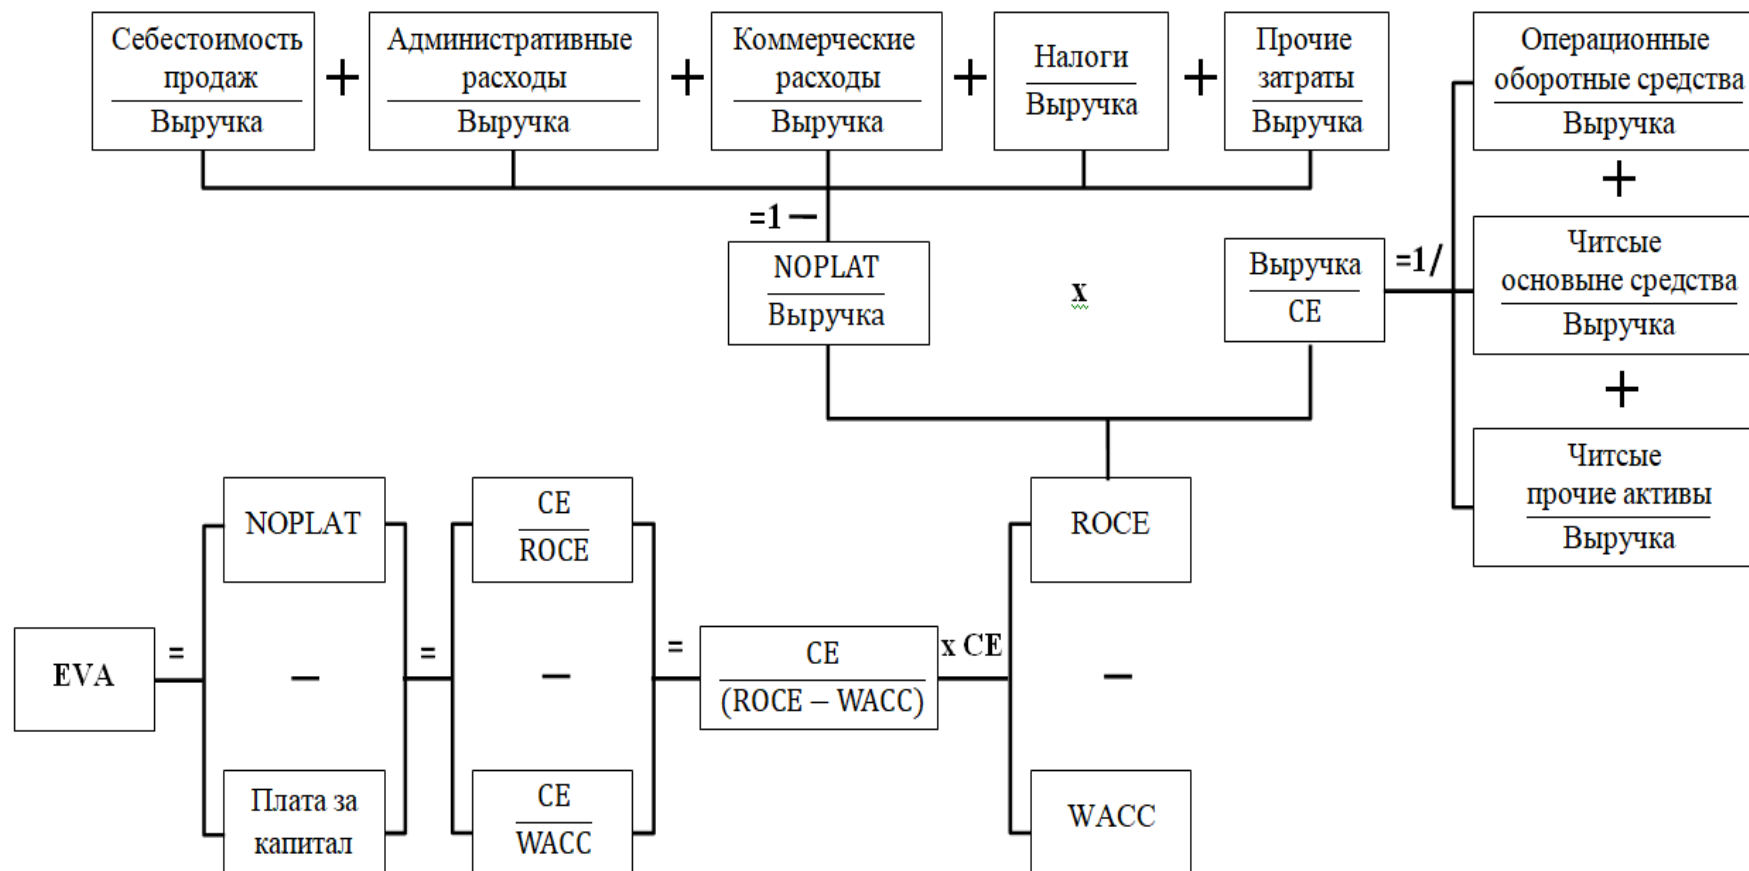 Себестоимость
продаж
Выручка
+
Административные
расходы
Выручка
+
Коммерческие
расходы
Выручка
+
Налоги
Выручка
+
Прочие
затраты
Выручка
Операционные
оборотные средства
Выручка
+
=1 —
NOPLAT
Выручка
x
Выручка
CE
=1/
Читсые
основыне средства
Выручка
+
Читсые
прочие активы
Выручка
EVA
=
NOPLAT
—
Плата за
капитал
=
CE
ROCE
—
CE
WACC
=
CE
(ROCE − WACC)
x CE
ROCE
—
WACC